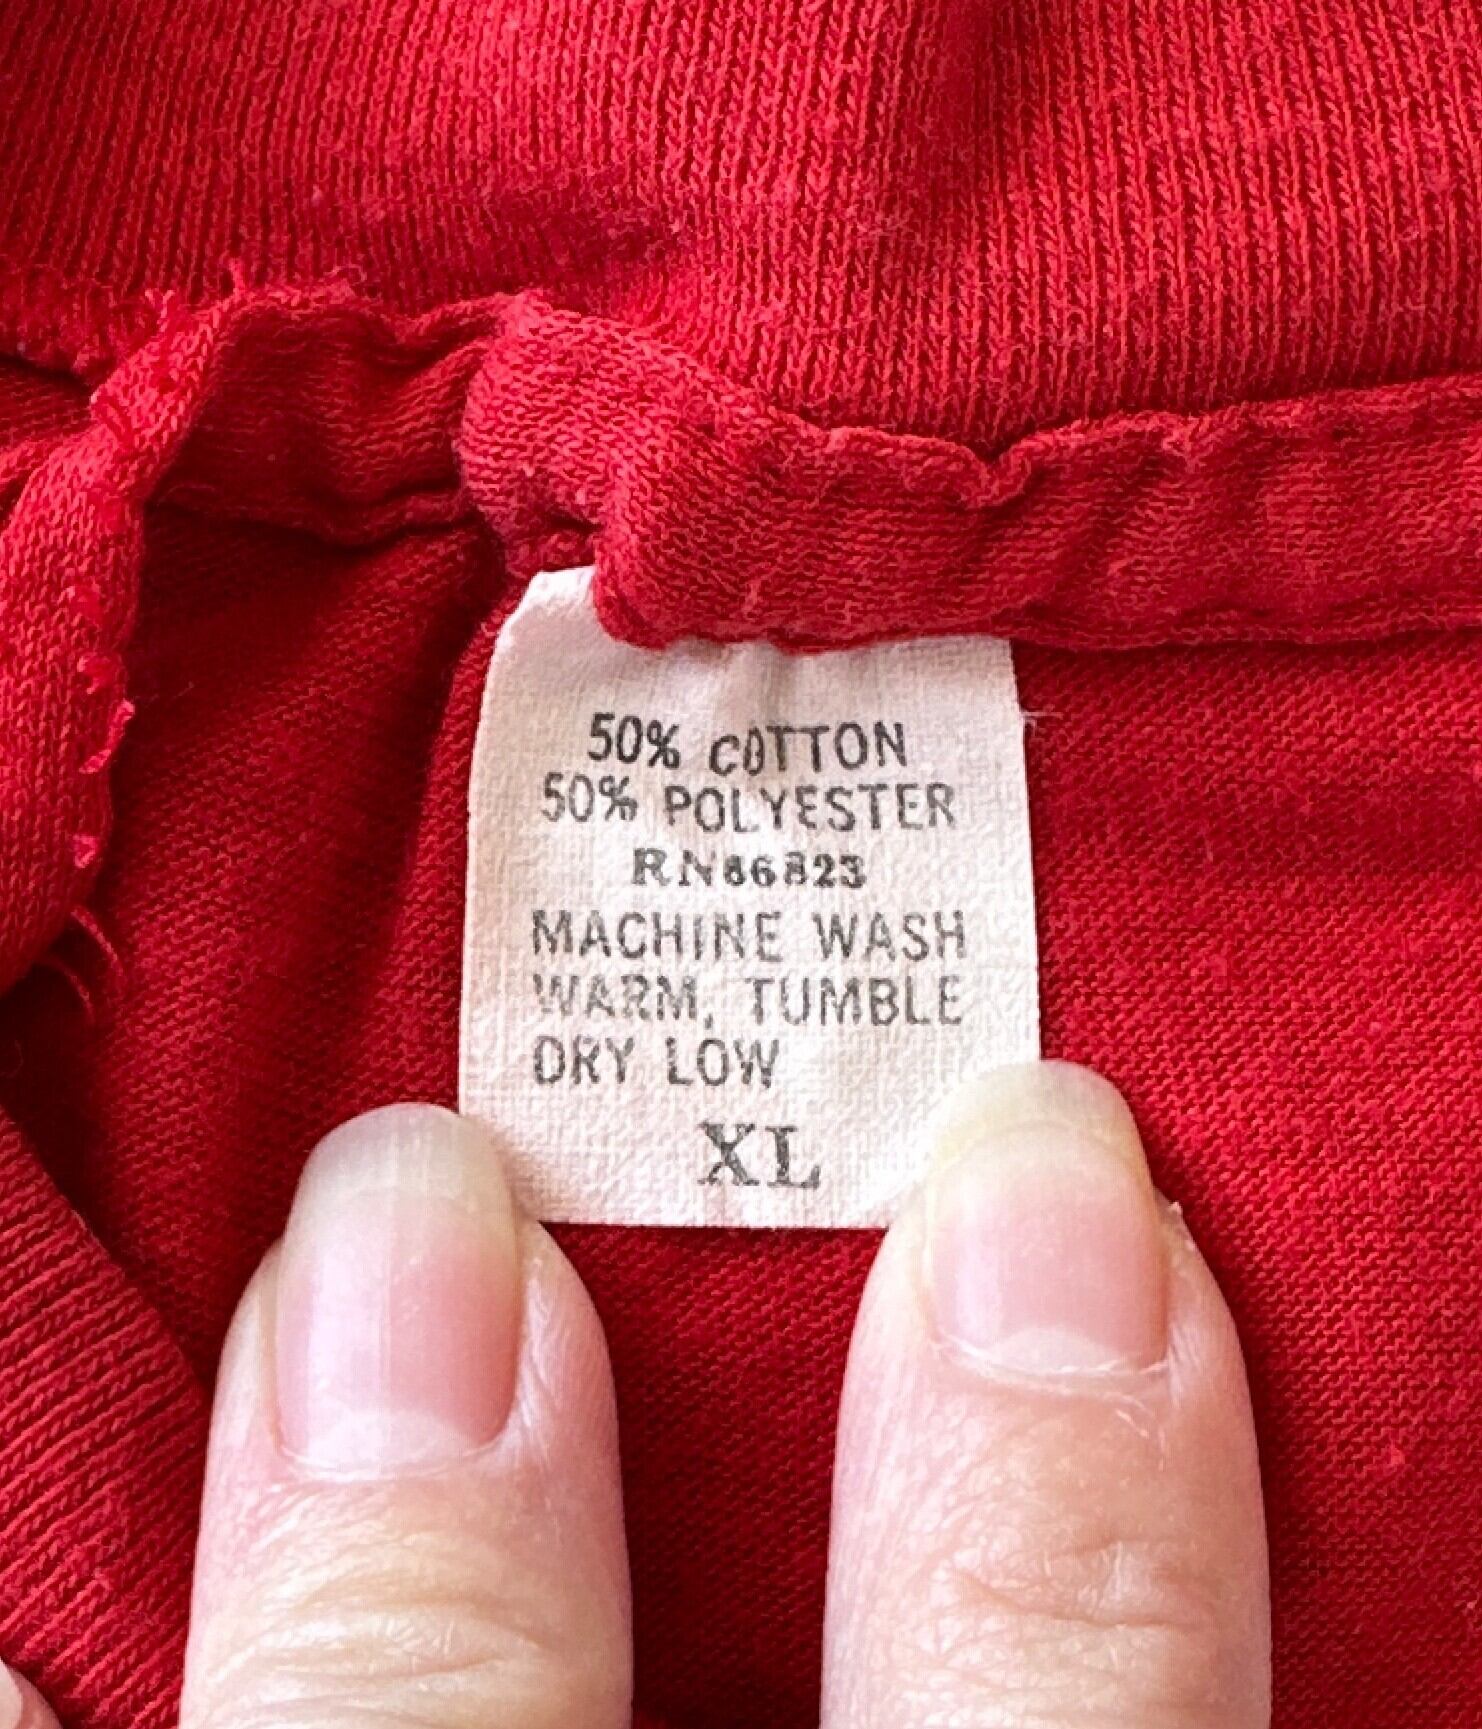 50% COTTON
50% POLYESTER
RN86823
MACHINE WASH
WARM, TUMBLE
DRY LOW
XL